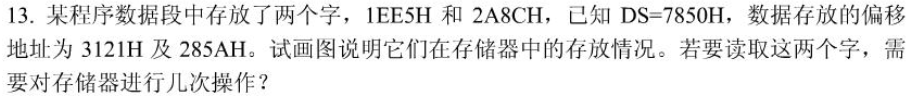 13. 某程序数据段中存放了两个字，1EE5H 和 2A8CH，已知 DS=7850H，数据存放的偏移
地址为 3121H 及 285AH。试画图说明它们在存储器中的存放情况。若要读取这两个字，需
要对存储器进行几次操作？